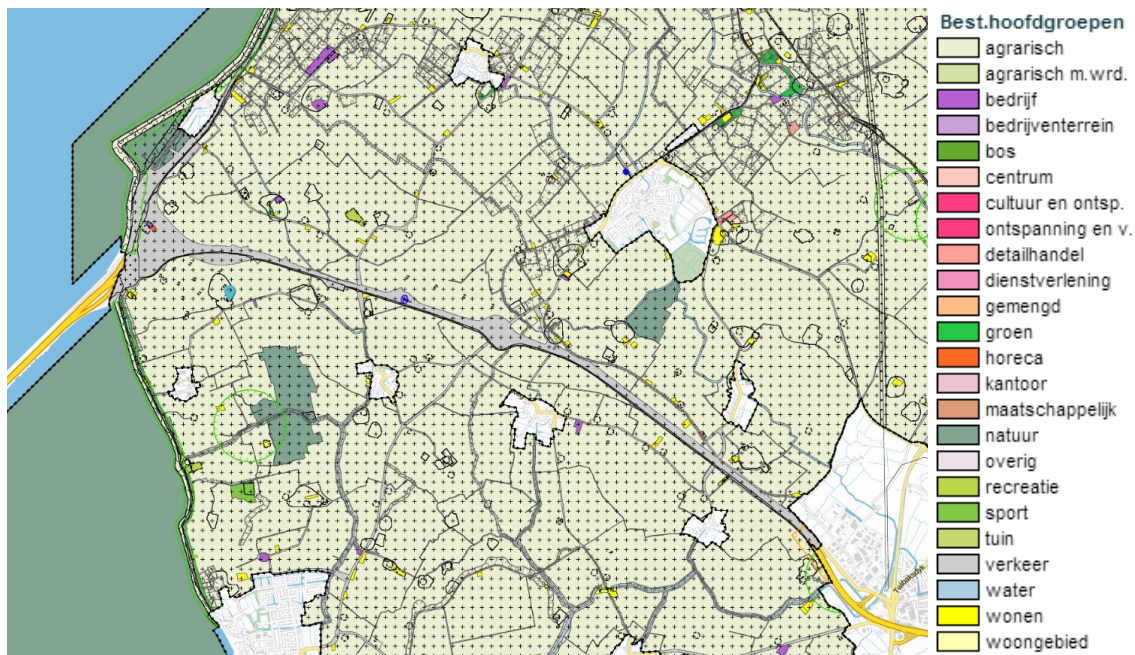 Best.hoofdgroepen
agrarisch
agrarisch m.wrd.
bedrijf
bedrijventerrein
bos
centrum
cultuur en ontsp.
ontspanning en v.
detailhandel
dienstverlening
gemengd
groen
horeca
kantoor
maatschappelijk
natuur
overig
recreatie
sport
tuin
verkeer
water
wonen
woongebied